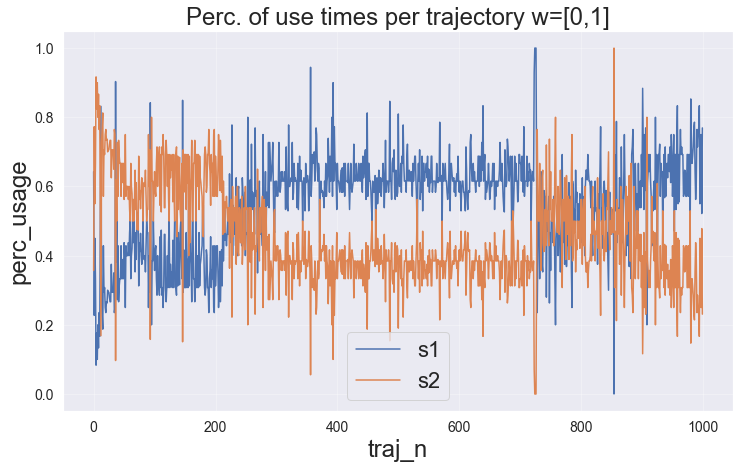 Perc. of use times per trajectory w=[0,1]
perc_usage
1.0
0.8
0.6
0.4
0.2
0.0
s1
s2
0 200 400 600 800 1000
traj_n